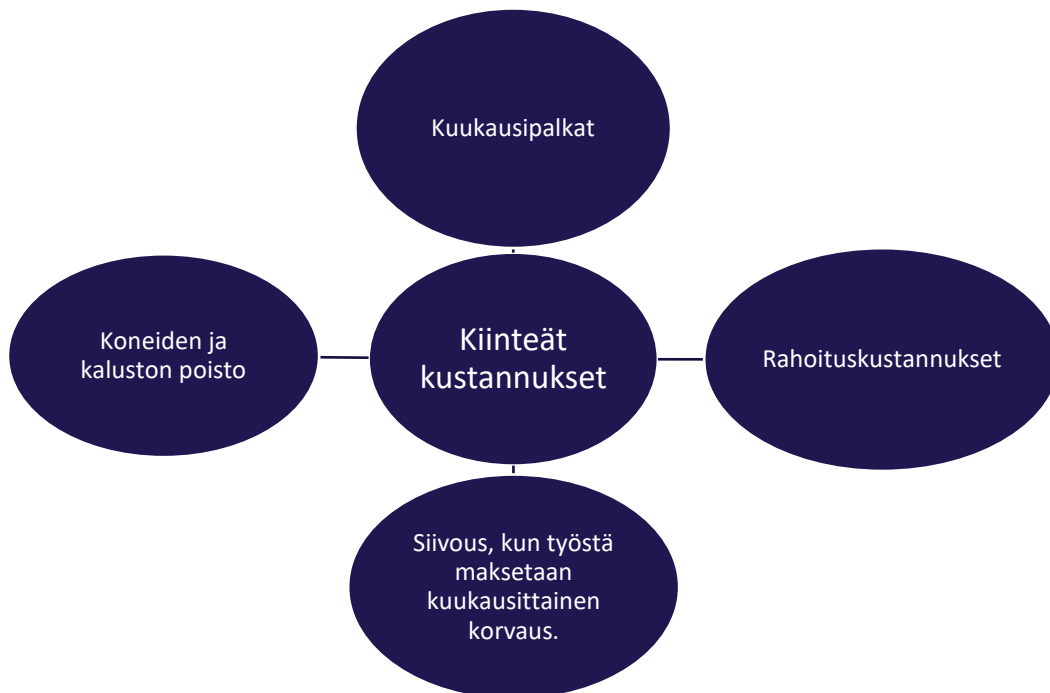 Kuukausipalkat
Koneiden ja
kaluston poisto
Kiinteät
kustannukset
Rahoituskustannukset
Siivous, kun työstä
maksetaan
kuukausittainen
korvaus.